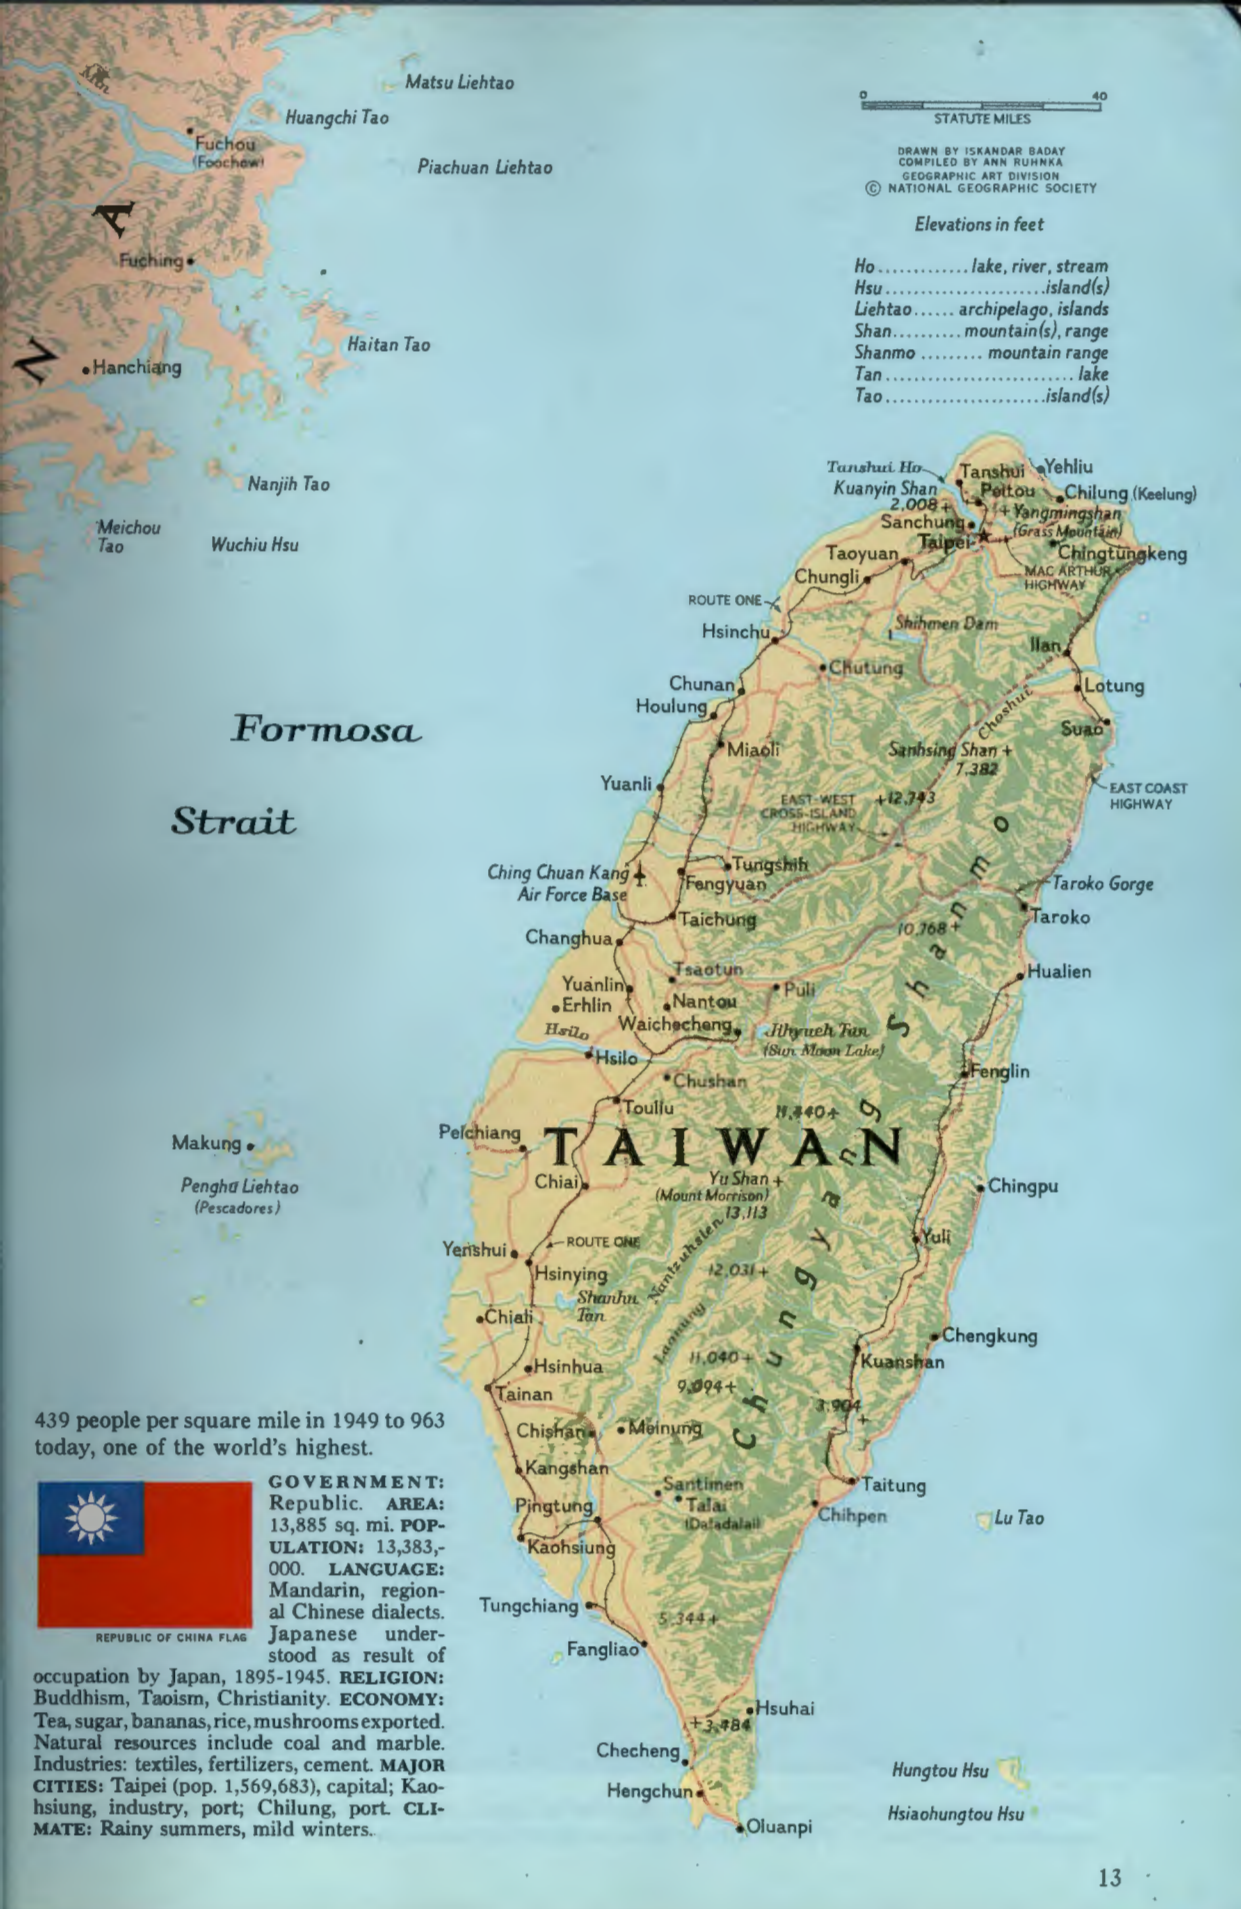 Matsu Liehtao
Min
Huangchi Tao
Fuchou
(Foochow)
Piachuan Liehtao
A
Fuching
N
Haitan Tao
Hanchiang
Nanjih Tao
Meichou
Tao
Wuchiu Hsu
0 40
STATUTE MILES
DRAWN BY ISKANDAR BADAY
COMPILED BY ANN RUHNKA
GEOGRAPHIC ART DIVISION
© NATIONAL GEOGRAPHIC SOCIETY
Elevations in feet
Ho............. lake, river, stream
Hsu ......................island(s)
Liehtao...... archipelago, islands
Shan.......... mountain(s), range
Shanmo ......... mountain range
Tan .......................... lake
Tao......................island(s)
Tanshui Ho
Tanshui
Yehliu
Kuanyin Shan
2,008+
Peitou
Chilung (Keelung)
+Yangmingshan
(Grass Mountain)
Sanchung
Taipei
Taoyuan
Chingtungkeng
Chungli
MAC ARTHUR
HIGHWAY
ROUTE ONE
Hsinchu
Shihmen Dam
Ilan
Chutung
Chunan
Lotung
Houlung
Choshui
Suao
Formosa
Strait
Miaoli
Sanhsing Shan +
7,382
Yuanli
EAST-WEST
CROSS-ISLAND
HIGHWAY
+12,743
EAST COAST
HIGHWAY
Ching Chuan Kang
Air Force Base
Tungshih
Fengyuan
Taroko Gorge
Taichung
Taroko
10,768+
Changhua
Tsaotun
Hualien
Yuanlin
Puli
Erhlin
Nantou
Hsilo
Waichecheng
Jihyueh Tan
(Sun Moon Lake)
Hsilo
Chushan
Fenglin
Toullu
11,440+
Chungyang Shanmo
Makung
Penghu Liehtao
(Pescadores)
Peichiang
TAIWAN
Chiai
Yu Shan +
(Mount Morrison)
13,113
Chingpu
Yenshui
ROUTE ONE
Yuli
Hsinying
Nantzuhsien
12,031+
Shanhu
Tan
Chiali
Laonung
Chengkung
Hsinhua
11,040+
Kuanshan
Tainan
9,094+
3,904
+
Chishan
Meinung
Kangshan
Santimen
Taitung
Pingtung
Talai
(Daladalai)
Chihpen
Lu Tao
Kaohsiung
Tungchiang
5,344+
Fangliao
Hsuhai
+3,484
Checheng
Hungtou Hsu
Hengchun
Hsiaohungtou Hsu
Oluanpi
439 people per square mile in 1949 to 963
today, one of the world's highest.
REPUBLIC OF CHINA FLAG
GOVERNMENT:
Republic. AREA:
13,885 sq. mi. POP-
ULATION: 13,383,-
000. LANGUAGE:
Mandarin, region-
al Chinese dialects.
Japanese under-
stood as result of
occupation by Japan, 1895-1945. RELIGION:
Buddhism, Taoism, Christianity. ECONOMY:
Tea, sugar, bananas, rice, mushrooms exported.
Natural resources include coal and marble.
Industries: textiles, fertilizers, cement. MAJOR
CITIES: Taipei (pop. 1,569,683), capital; Kao-
hsiung, industry, port; Chilung, port. CLI-
MATE: Rainy summers, mild winters.
13